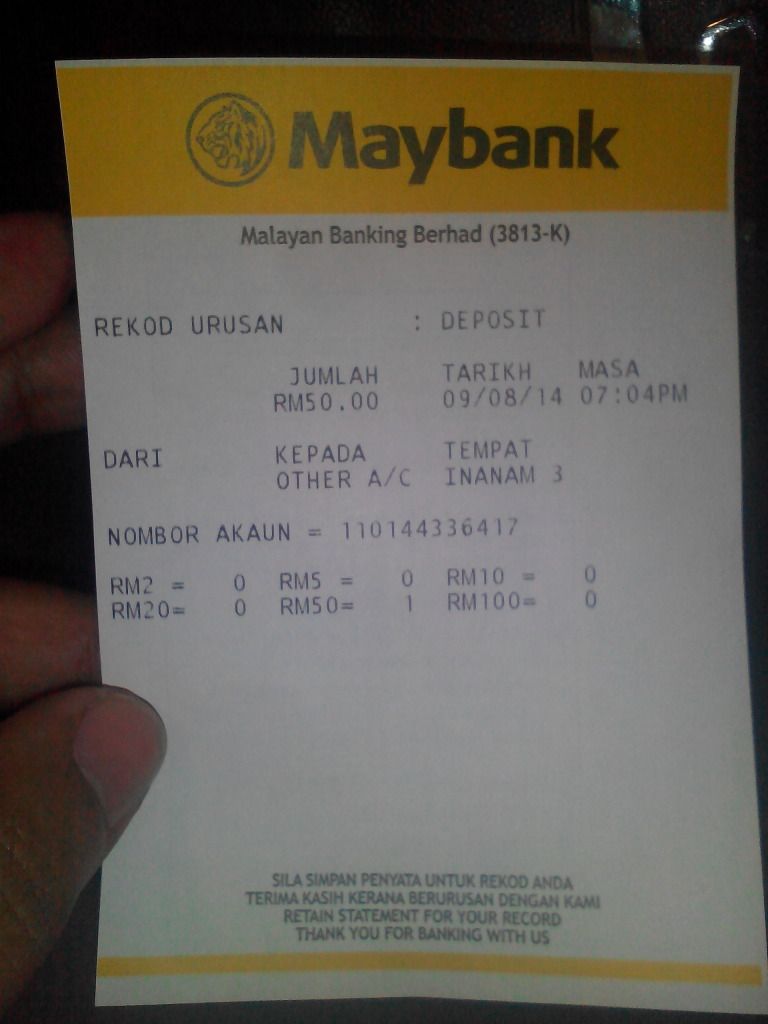 Maybank
Malayan Banking Berhad (3813-K)
REKOD URUSAN : DEPOSIT
JUMLAH TARIKH MASA
RM50.00 09/08/14 07:04PM
DARI KEPADA TEMPAT
OTHER A/C INANAM 3
NOMBOR AKAUN = 110144336417
RM2 = 0 RM5 = 0 RM10 = 0
RM20= 0 RM50= 1 RM100= 0
SILA SIMPAN PENYATA UNTUK REKOD ANDA
TERIMA KASIH KERANA BERURUSAN DENGAN KAMI
RETAIN STATEMENT FOR YOUR RECORD
THANK YOU FOR BANKING WITH US